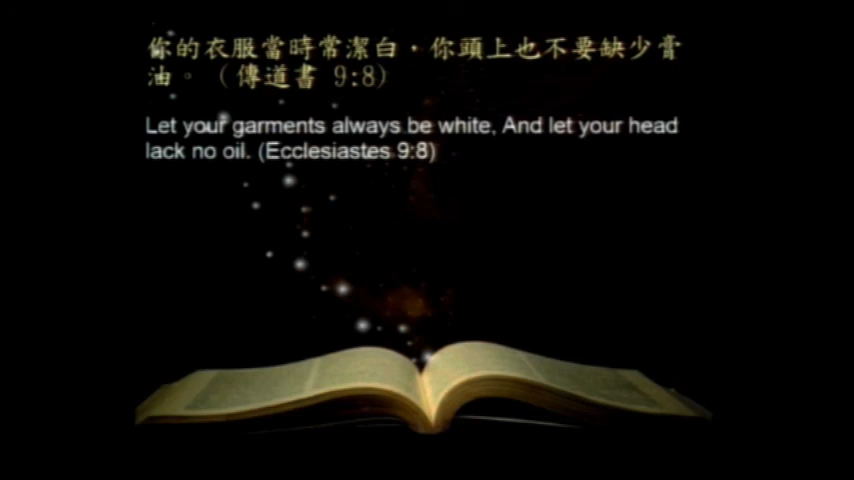 你的衣服當時常潔白，你頭上也不要缺少膏
油。（傳道書 9:8）
Let your garments always be white, And let your head
lack no oil. (Ecclesiastes 9:8)